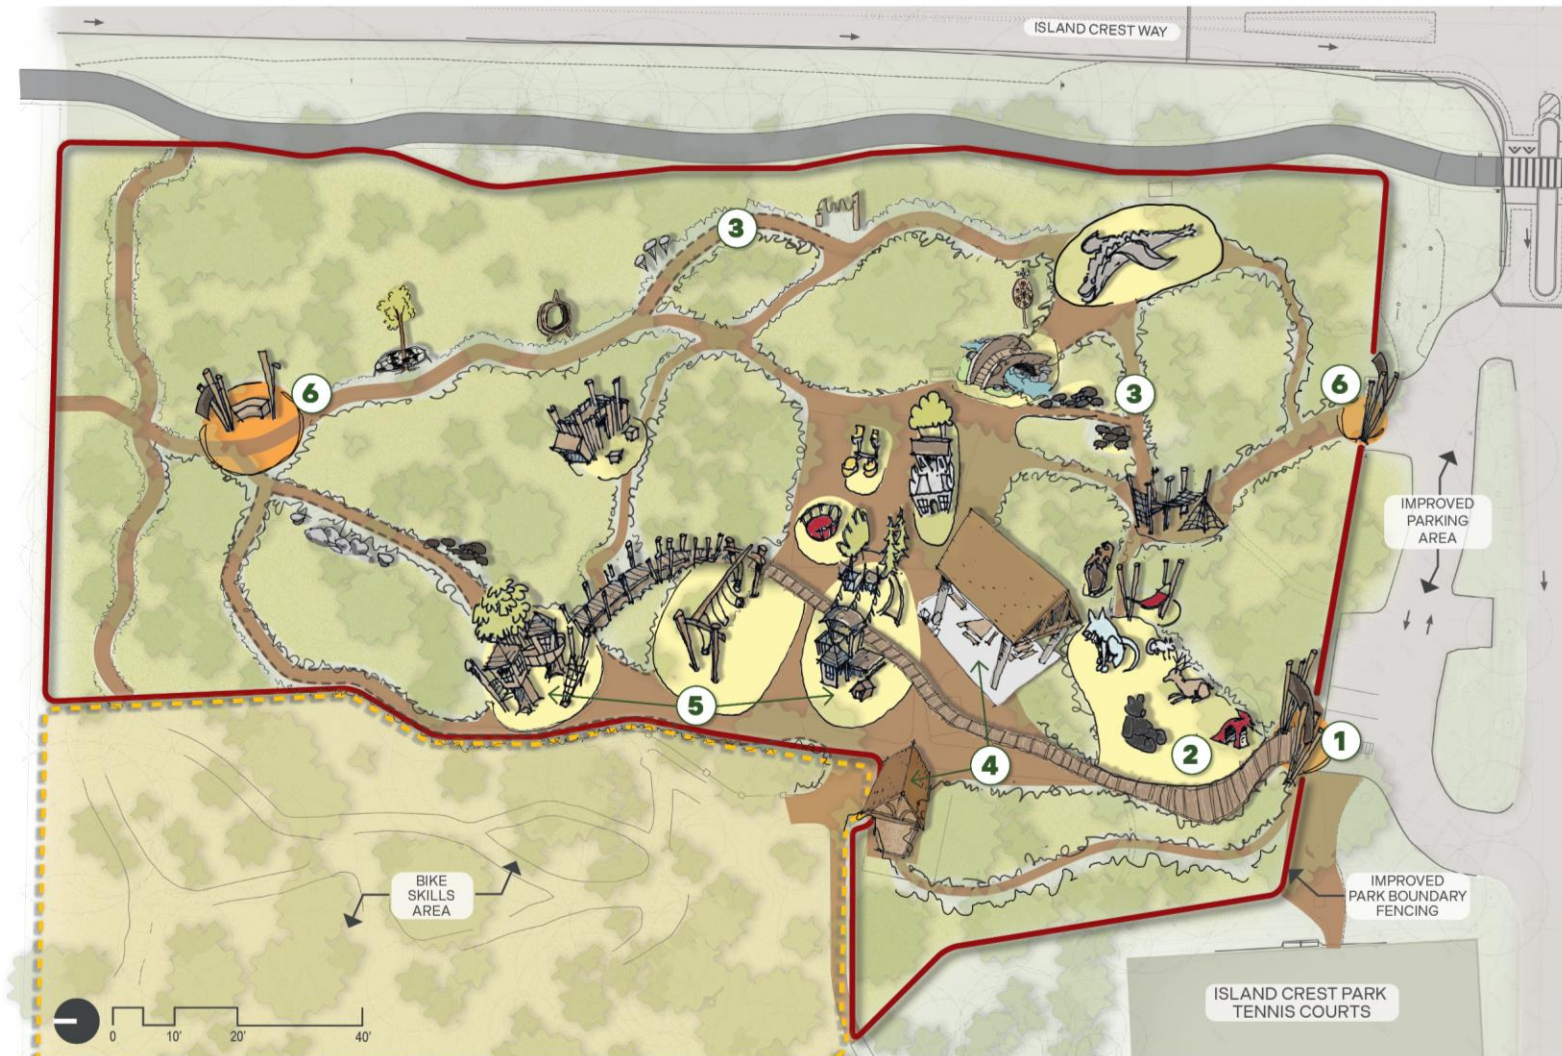 ISLAND CREST WAY
3
6
6
3
IMPROVED
PARKING
AREA
5
4
2
1
BIKE
SKILLS
AREA
IMPROVED
PARK BOUNDARY
FENCING
ISLAND CREST PARK
TENNIS COURTS
0 10' 20' 40'